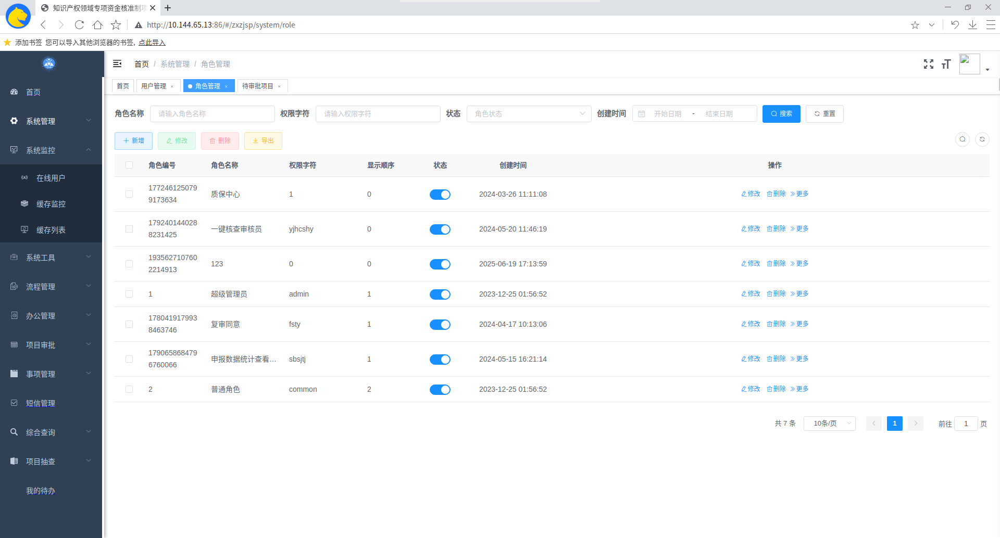 知识产权领域专项资金核准制项
http://10.144.65.13:86/#/zxzjsp/system/role
添加书签 您可以导入其他浏览器的书签, 点此导入
首页 / 系统管理 / 角色管理
首页 用户管理 × 角色管理 × 待审批项目 ×
首页
系统管理
系统监控
在线用户
缓存监控
缓存列表
系统工具
流程管理
办公管理
项目审批
事项管理
短信管理
综合查询
项目抽查
我的待办
角色名称 请输入角色名称 权限字符 请输入权限字符 状态 角色状态 创建时间 开始日期 - 结束日期 搜索 重置
新增 修改 删除 导出
角色编号 角色名称 权限字符 显示顺序 状态 创建时间 操作
177246125079
9173634 质保中心 1 0 2024-03-26 11:11:08 修改 删除 更多
179240144028
8231425 一键核查审核员 yjhcshy 0 2024-05-20 11:46:19 修改 删除 更多
193562710760
2214913 123 0 0 2025-06-19 17:13:59 修改 删除 更多
1 超级管理员 admin 1 2023-12-25 01:56:52 修改 删除 更多
178041917993
8463746 复审同意 fsty 1 2024-04-17 10:13:06 修改 删除 更多
179065868479
6760066 申报数据统计查看... sbsjtj 1 2024-05-15 16:21:14 修改 删除 更多
2 普通角色 common 2 2023-12-25 01:56:52 修改 删除 更多
共 7 条 10条/页 1 前往 1 页